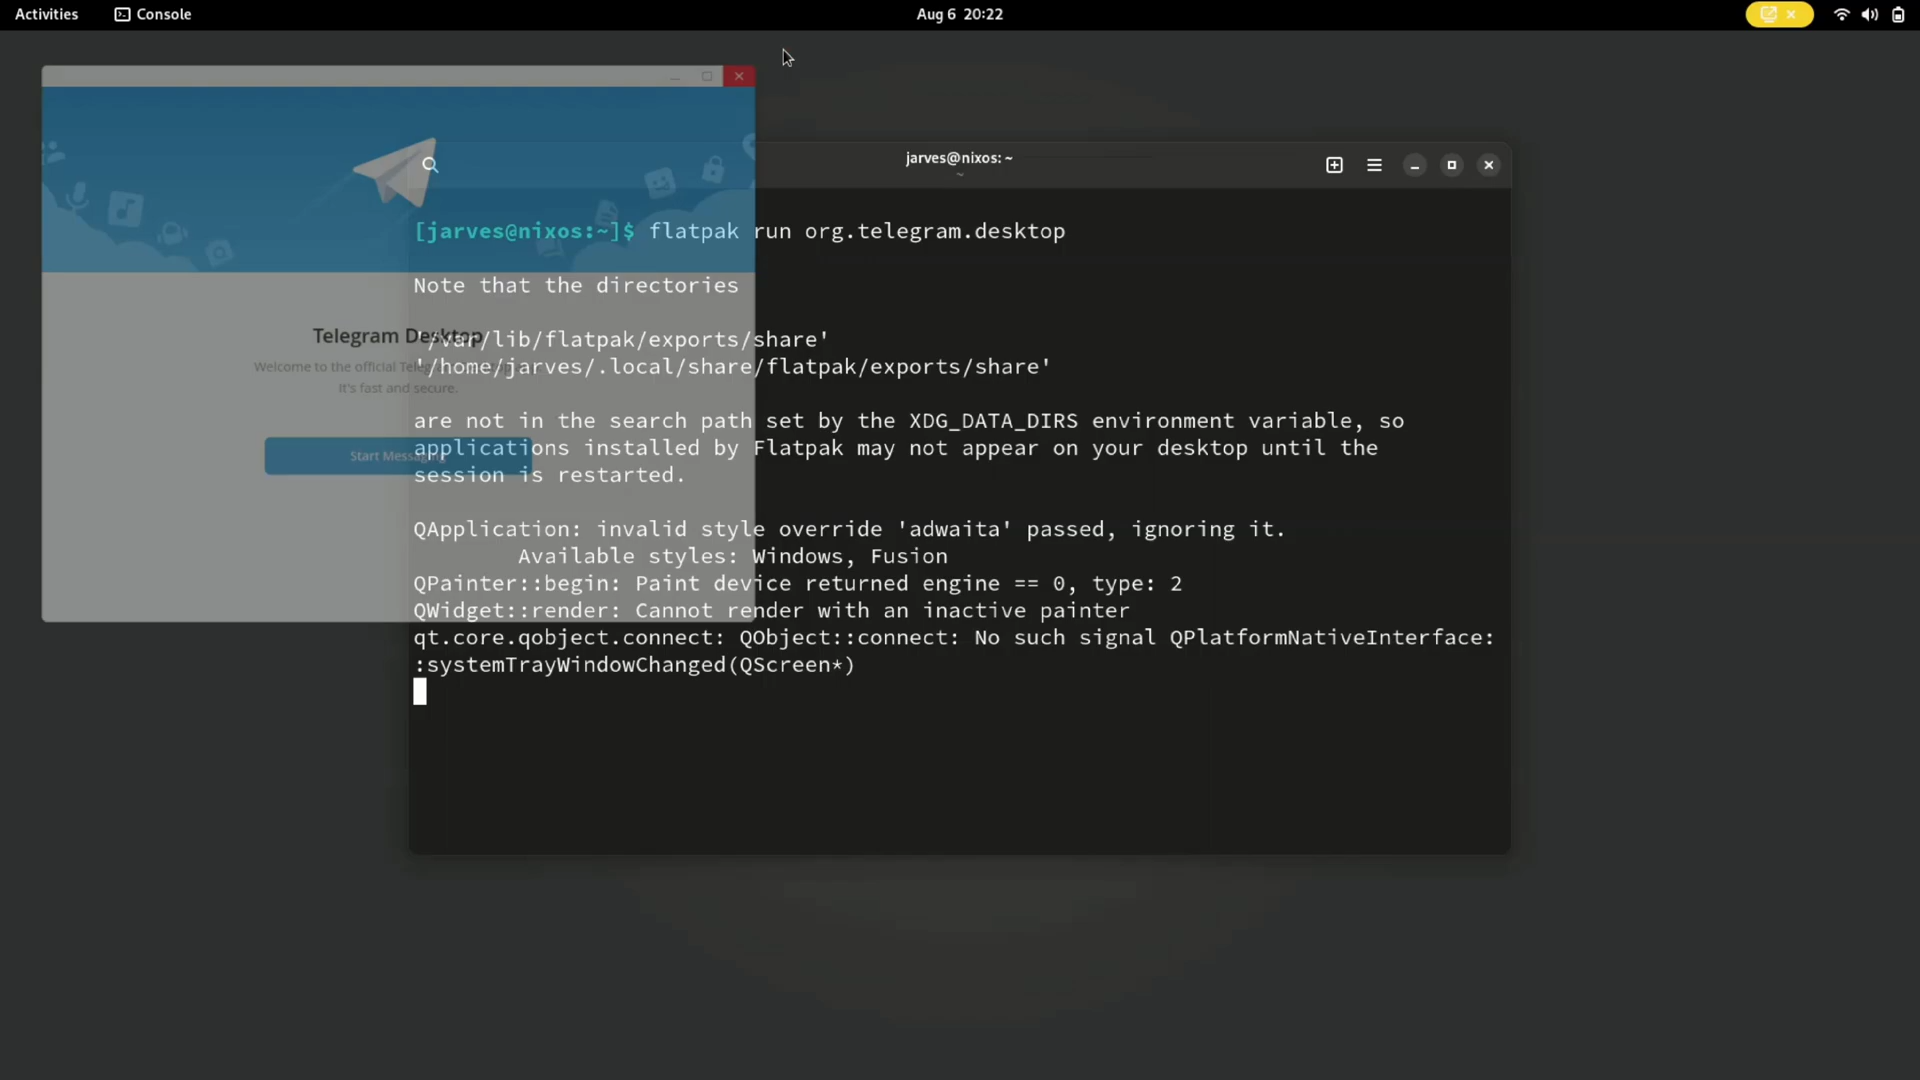 Activities Console Aug 6 20:22
jarves@nixos: ~
~
[jarves@nixos:~]$ flatpak run org.telegram.desktop
Note that the directories
'/var/lib/flatpak/exports/share'
'/home/jarves/.local/share/flatpak/exports/share'
are not in the search path set by the XDG_DATA_DIRS environment variable, so
applications installed by Flatpak may not appear on your desktop until the
session is restarted.
QApplication: invalid style override 'adwaita' passed, ignoring it.
Available styles: Windows, Fusion
QPainter::begin: Paint device returned engine == 0, type: 2
QWidget::render: Cannot render with an inactive painter
qt.core.qobject.connect: QObject::connect: No such signal QPlatformNativeInterface:
:systemTrayWindowChanged(QScreen*)
Telegram Desktop
Welcome to the official
It's fast and secure.
Start Messaging